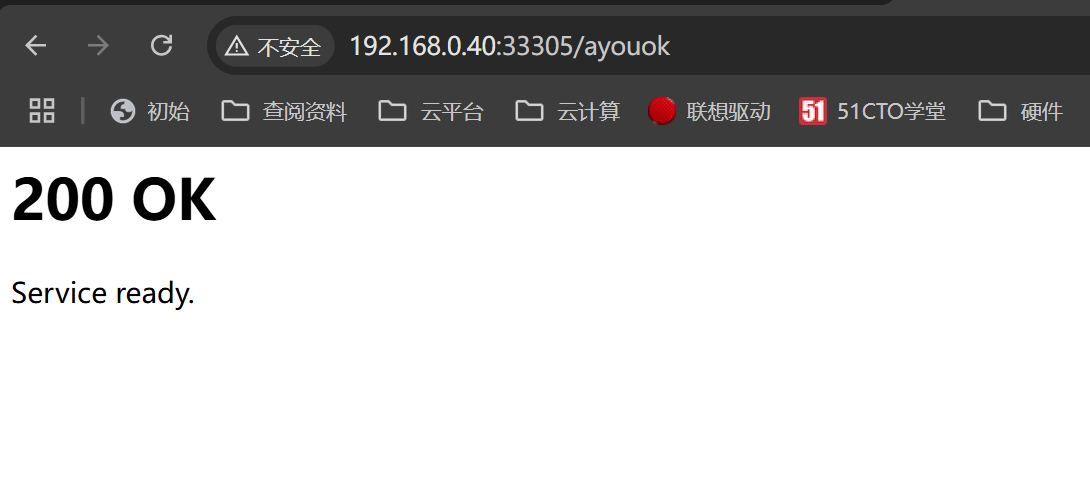 不安全 192.168.0.40:33305/ayouok
初始 查阅资料 云平台 云计算 联想驱动 51 51CTO学堂 硬件
200 OK
Service ready.